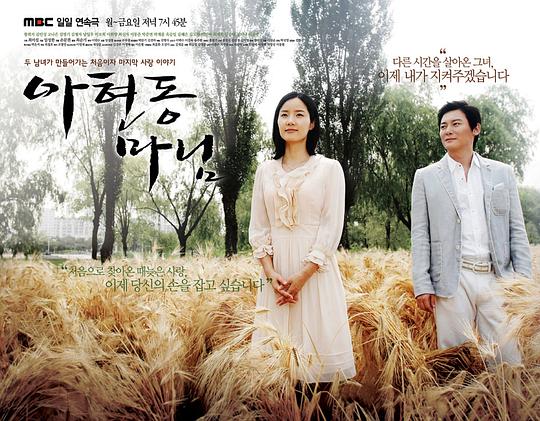 MBC 일일 연속극 월~금요일 저녁 7시 45분
두 남녀가 만들어가는 처음이자 마지막 사랑 이야기
아현동
마님
"다른 시간을 살아온 그녀,
이제 내가 지켜주겠습니다"
"처음으로 찾아온 때늦은 사랑,
이제 당신의 손을 잡고 싶습니다"